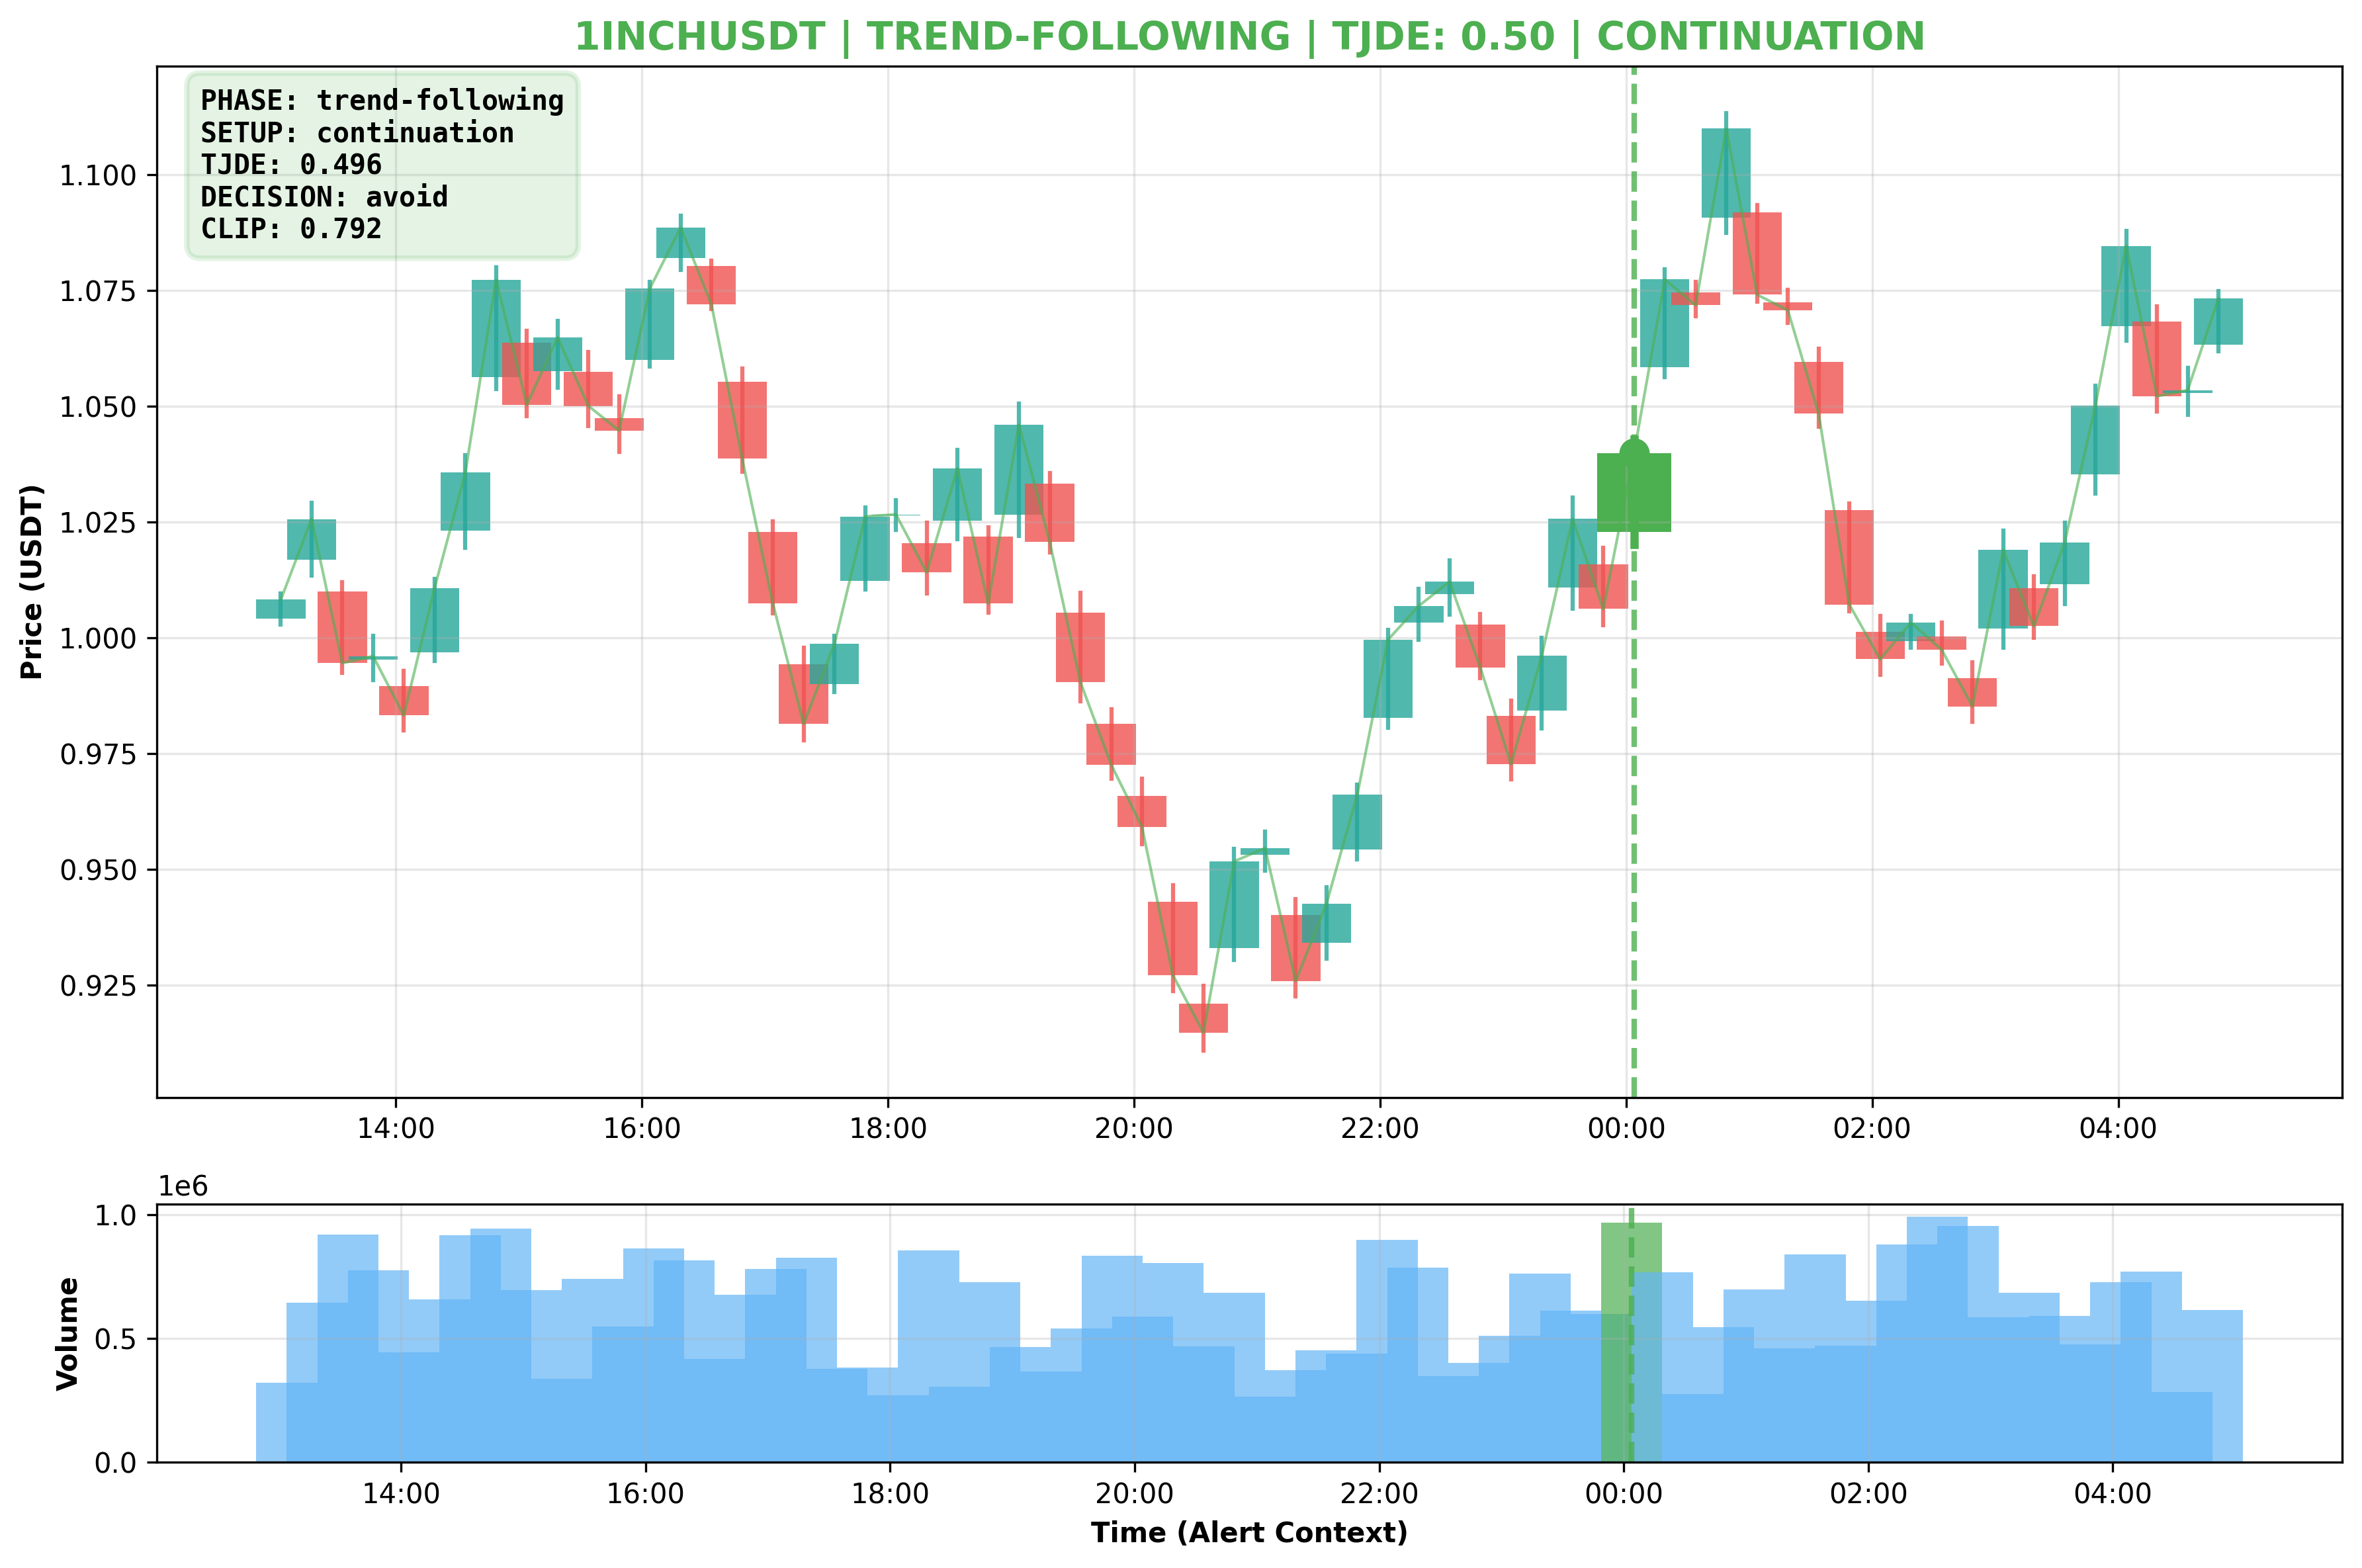 1INCHUSDT | TREND-FOLLOWING | TJDE: 0.50 | CONTINUATION
PHASE: trend-following
SETUP: continuation
TJDE: 0.496
DECISION: avoid
CLIP: 0.792
Price (USDT)
1.100
1.075
1.050
1.025
1.000
0.975
0.950
0.925
14:00 16:00 18:00 20:00 22:00 00:00 02:00 04:00
1e6
Volume
1.0
0.5
0.0
14:00 16:00 18:00 20:00 22:00 00:00 02:00 04:00
Time (Alert Context)